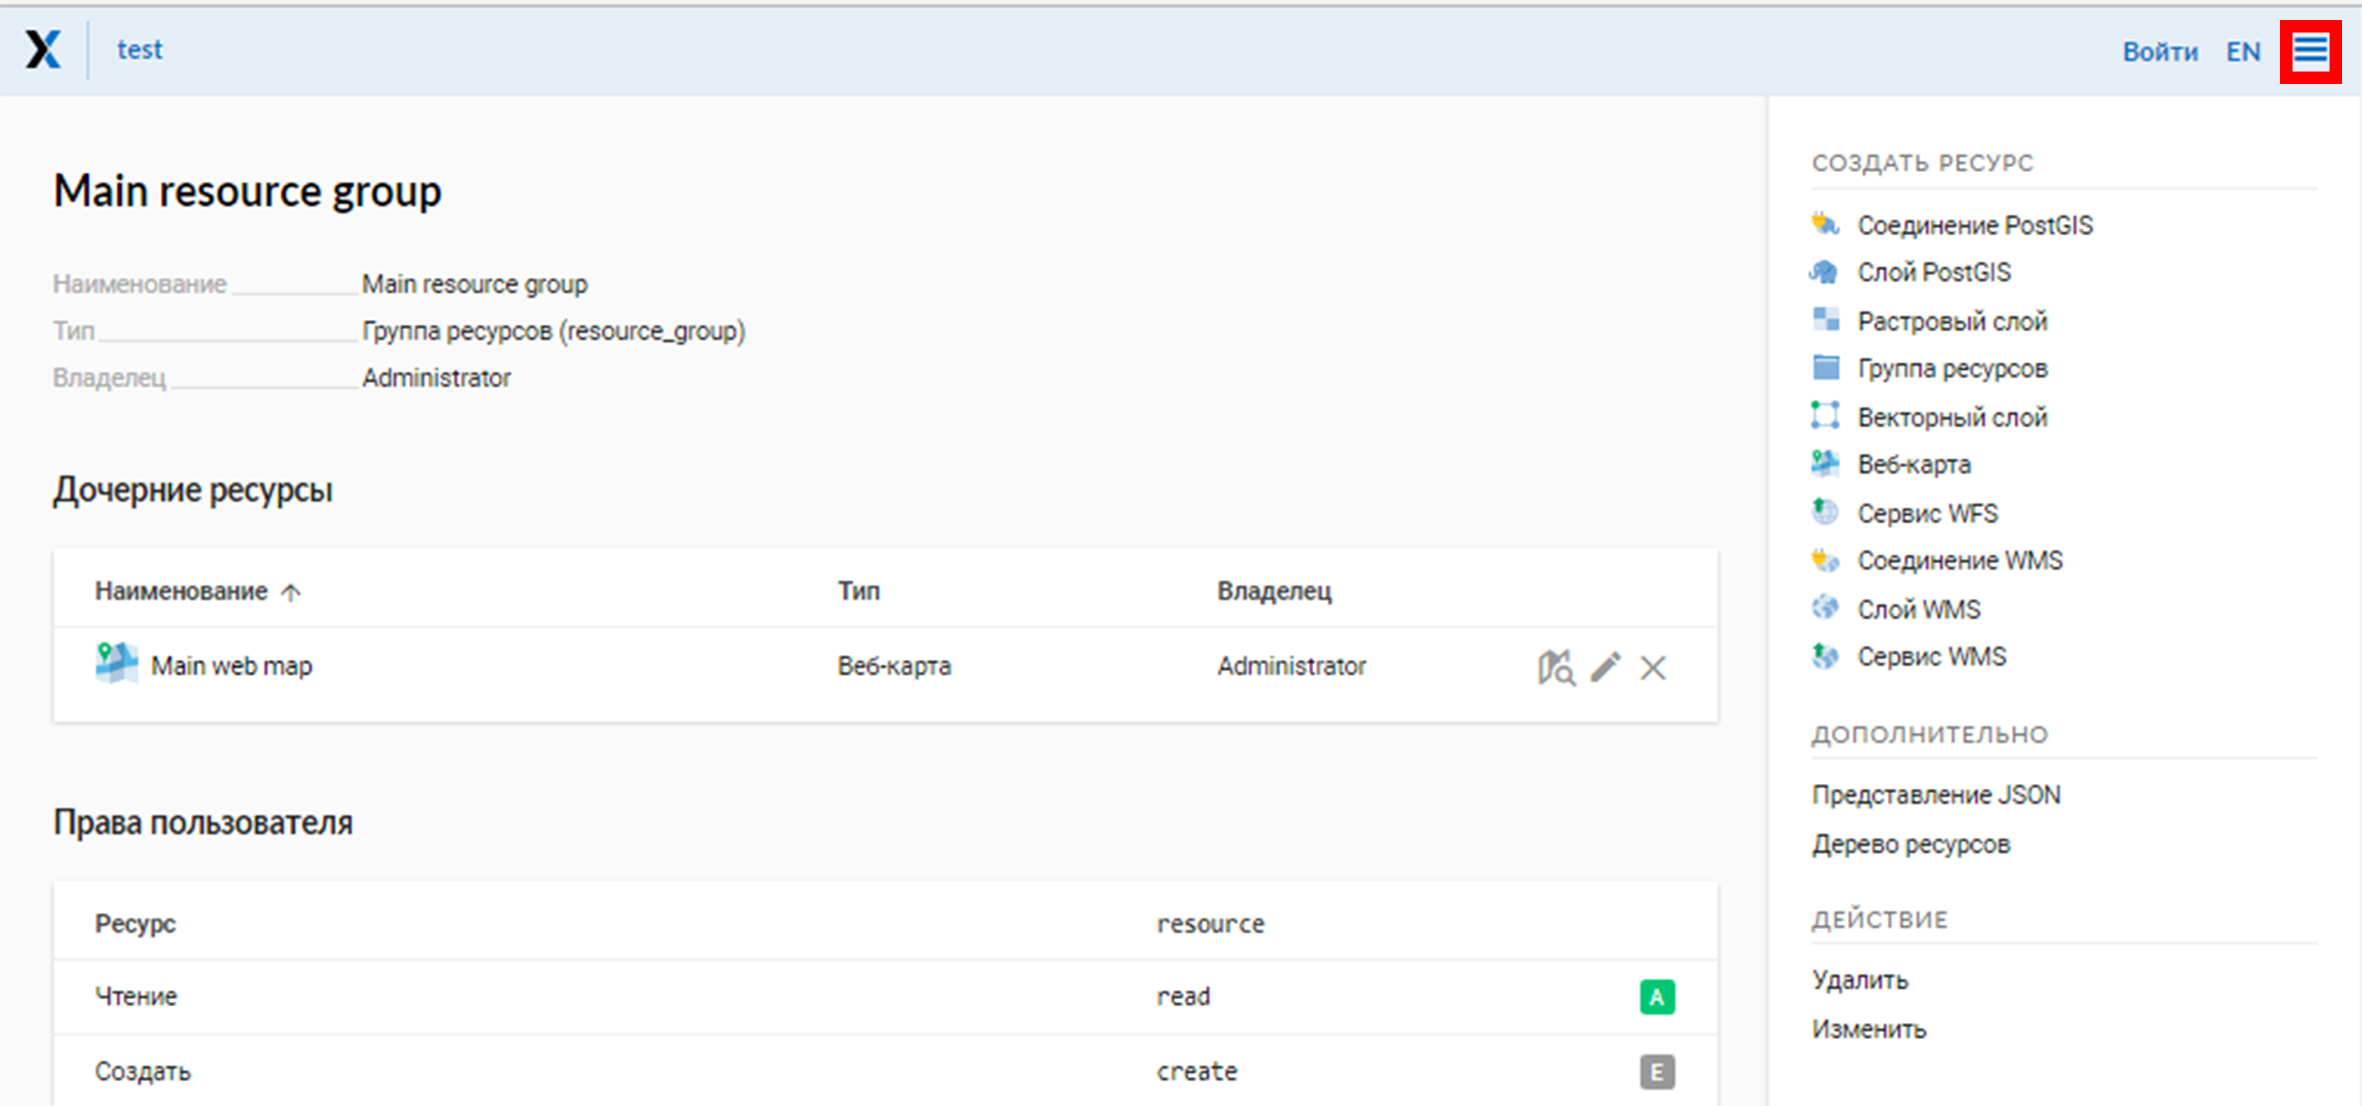 test
Войти EN
Main resource group
Наименование Main resource group
Тип Группа ресурсов (resource_group)
Владелец Administrator
Дочерние ресурсы
Наименование Тип Владелец
Main web map Веб-карта Administrator
Права пользователя
Ресурс resource
Чтение read A
Создать create E
СОЗДАТЬ РЕСУРС
Соединение PostGIS
Слой PostGIS
Растровый слой
Группа ресурсов
Векторный слой
Веб-карта
Сервис WFS
Соединение WMS
Слой WMS
Сервис WMS
ДОПОЛНИТЕЛЬНО
Представление JSON
Дерево ресурсов
ДЕЙСТВИЕ
Удалить
Изменить